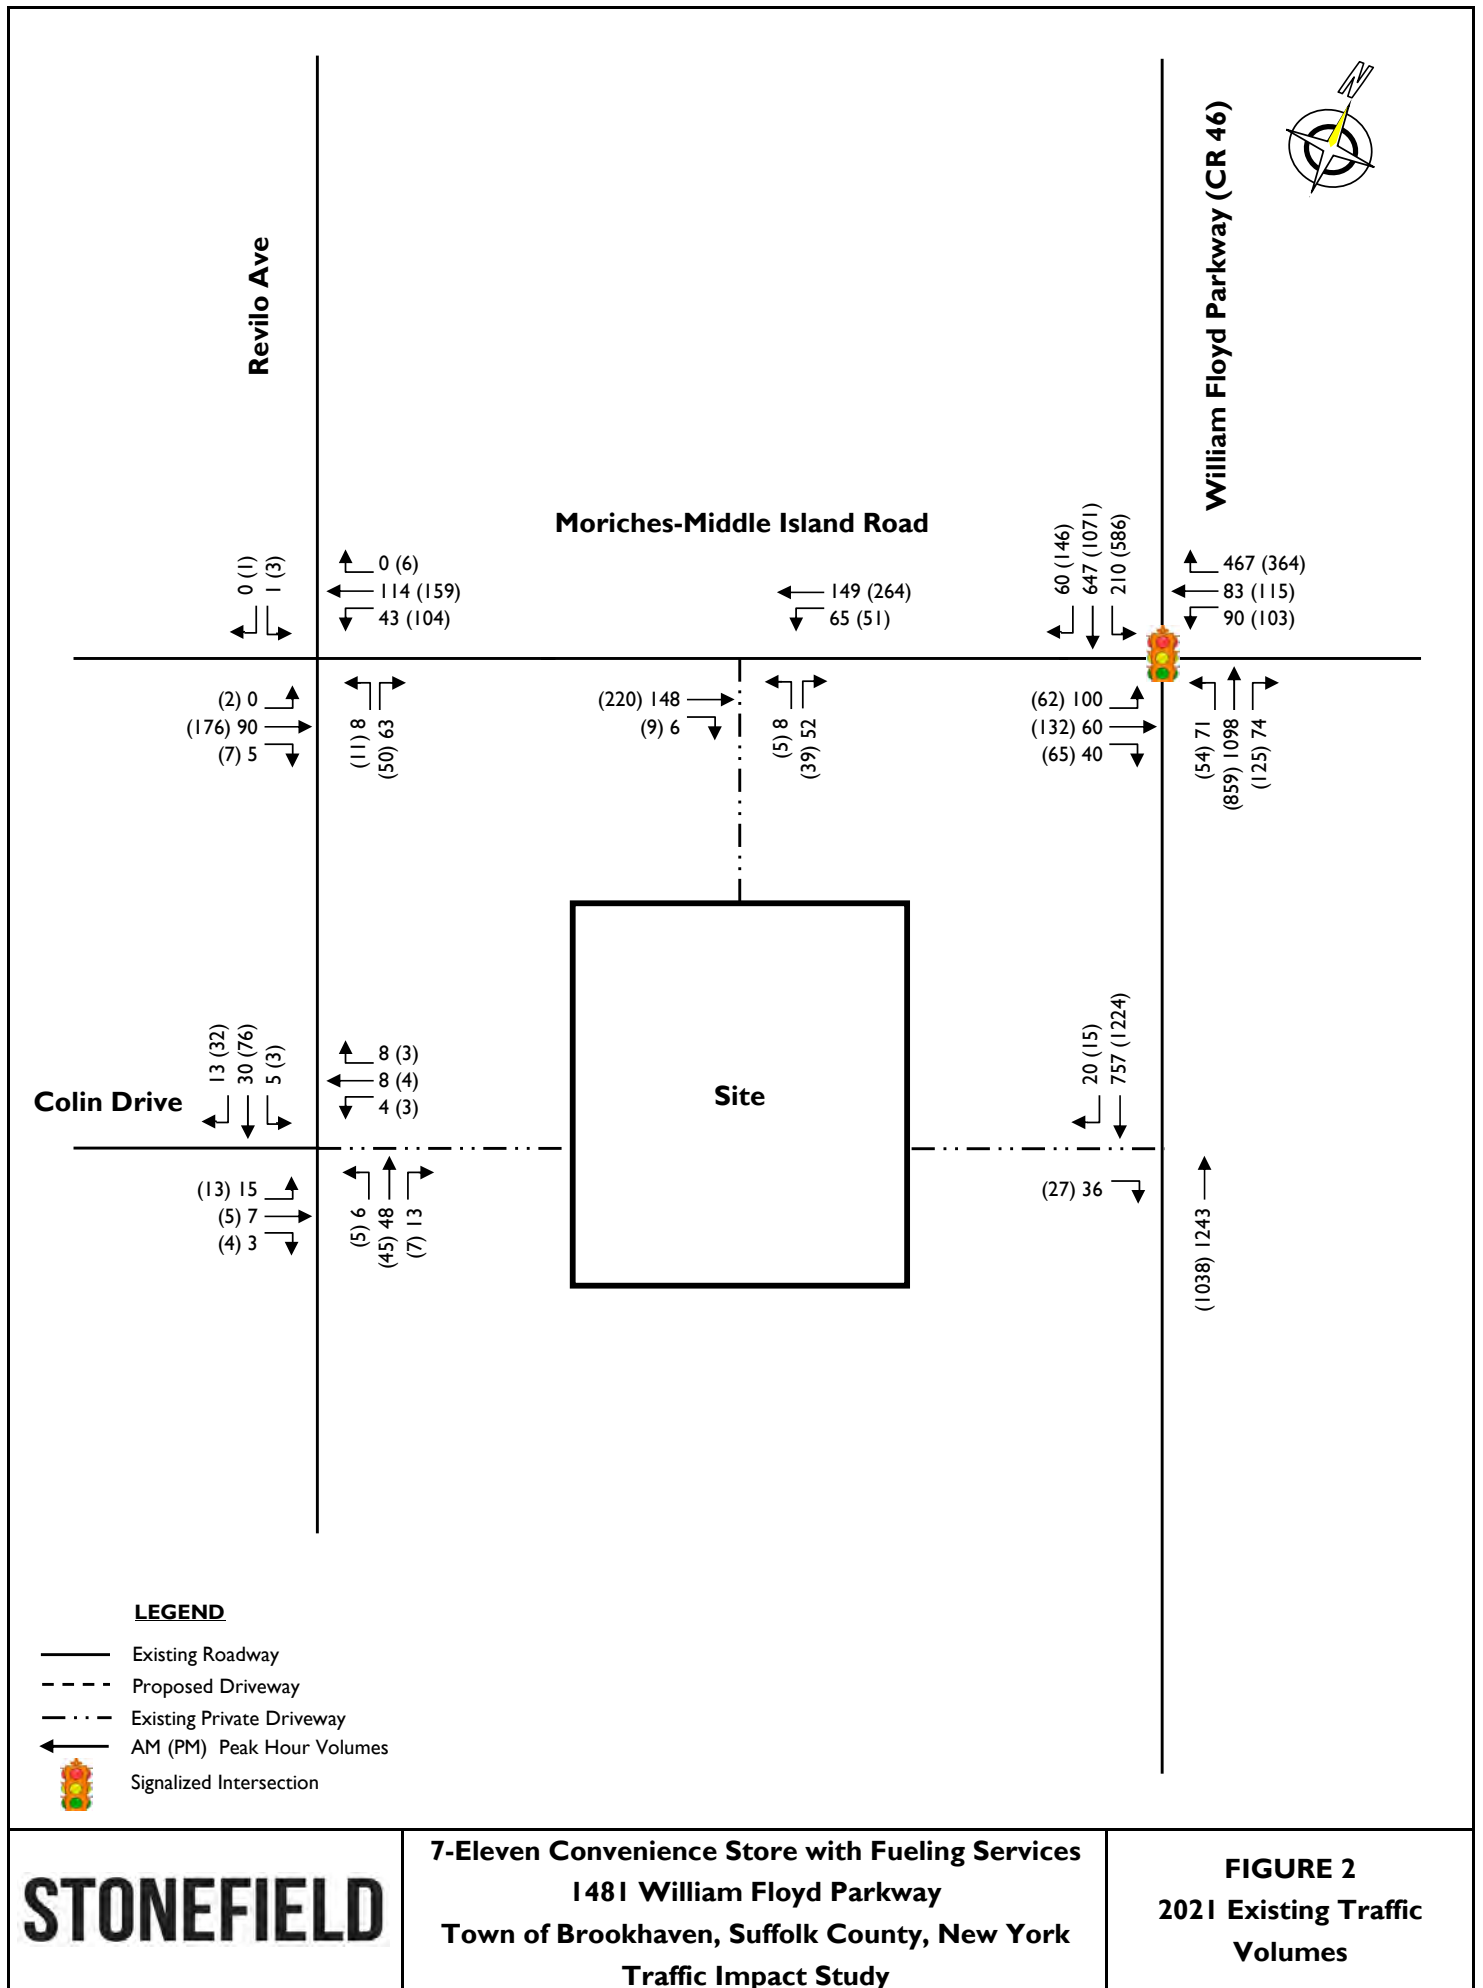 N
William Floyd Parkway (CR 46)
Revilo Ave
Moriches-Middle Island Road
0 (1)
1 (3)
0 (6)
114 (159)
43 (104)
149 (264)
65 (51)
60 (146)
647 (1071)
210 (586)
467 (364)
83 (115)
90 (103)
(2) 0
(176) 90
(7) 5
(11) 8
(50) 63
(220) 148
(9) 6
(5) 8
(39) 52
(62) 100
(132) 60
(65) 40
(54) 71
(859) 1098
(125) 74
13 (32)
30 (76)
5 (3)
8 (3)
8 (4)
4 (3)
Colin Drive
Site
20 (15)
757 (1224)
(13) 15
(5) 7
(4) 3
(5) 6
(45) 48
(7) 13
(27) 36
(1038) 1243
LEGEND
Existing Roadway
Proposed Driveway
Existing Private Driveway
AM (PM) Peak Hour Volumes
Signalized Intersection
STONEFIELD
7-Eleven Convenience Store with Fueling Services
1481 William Floyd Parkway
Town of Brookhaven, Suffolk County, New York
Traffic Impact Study
FIGURE 2
2021 Existing Traffic
Volumes